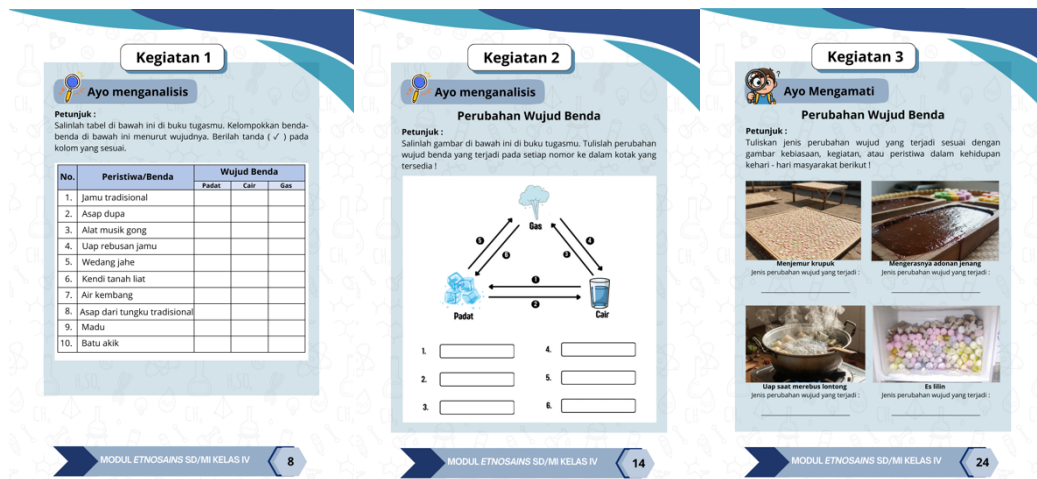 Kegiatan 1
Ayo menganalisis
Petunjuk :
Salinlah tabel di bawah ini di buku tugasmu. Kelompokkan benda-
benda di bawah ini menurut wujudnya. Berilah tanda ( ✓ ) pada
kolom yang sesuai.
No. Peristiwa/Benda Wujud Benda
Padat Cair Gas
1. Jamu tradisional
2. Asap dupa
3. Alat musik gong
4. Uap rebusan jamu
5. Wedang jahe
6. Kendi tanah liat
7. Air kembang
8. Asap dari tungku tradisional
9. Madu
10. Batu akik
MODUL ETNOSAINS SD/MI KELAS IV 8
Kegiatan 2
Ayo menganalisis
Perubahan Wujud Benda
Petunjuk :
Salinlah gambar di bawah ini di buku tugasmu. Tulislah perubahan
wujud benda yang terjadi pada setiap nomor ke dalam kotak yang
tersedia !
Gas
5 4
6 3
1
2
Padat Cair
1. 4.
2. 5.
3. 6.
MODUL ETNOSAINS SD/MI KELAS IV 14
Kegiatan 3
?
Ayo Mengamati
Perubahan Wujud Benda
Petunjuk :
Tuliskan jenis perubahan wujud yang terjadi sesuai dengan
gambar kebiasaan, kegiatan, atau peristiwa dalam kehidupan
kehari - hari masyarakat berikut !
Menjemur krupuk Mengerasnya adonan jenang
Jenis perubahan wujud yang terjadi : Jenis perubahan wujud yang terjadi :
Uap saat merebus lontong Es lilin
Jenis perubahan wujud yang terjadi : Jenis perubahan wujud yang terjadi :
MODUL ETNOSAINS SD/MI KELAS IV 24